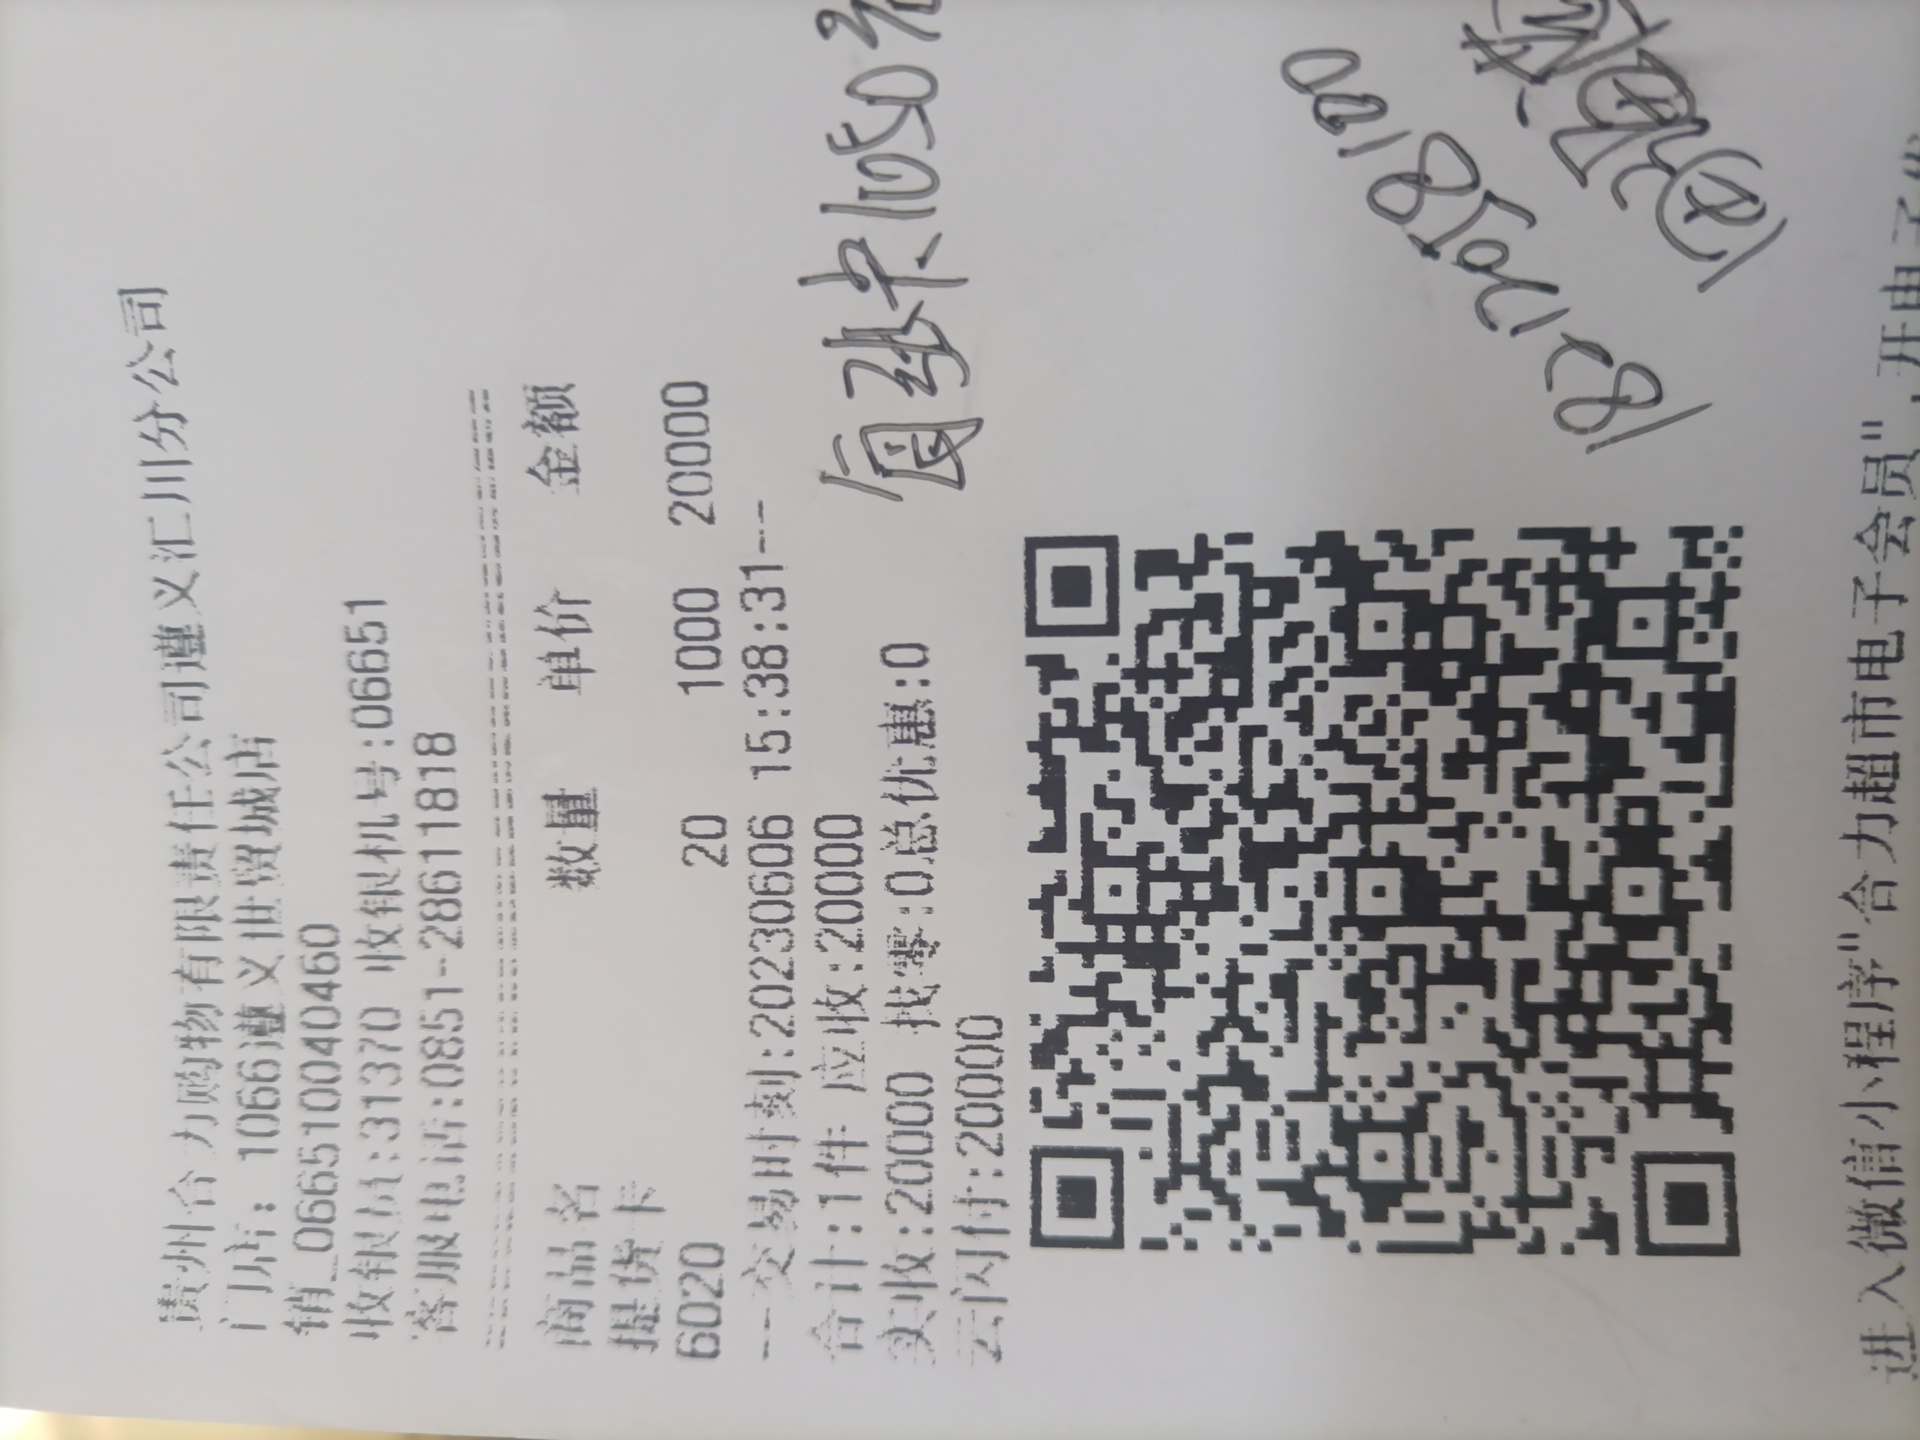 贵州合力购物有限责任公司遵义汇川分公司
门店: 1066遵义世贸城店
销_066510040460
收银员:31370 收银机号:06651
客服电话:0851-28611818
商品名 数量 单价 金额
提货卡
6020 20 1000 20000
---交易时刻:20230606 15:38:31--
合计:1件 应收:20000
实收:20000 找零:0总优惠:0
云闪付:20000
每张卡1050元
进入微信小程序"合力超市电子会员",开电子